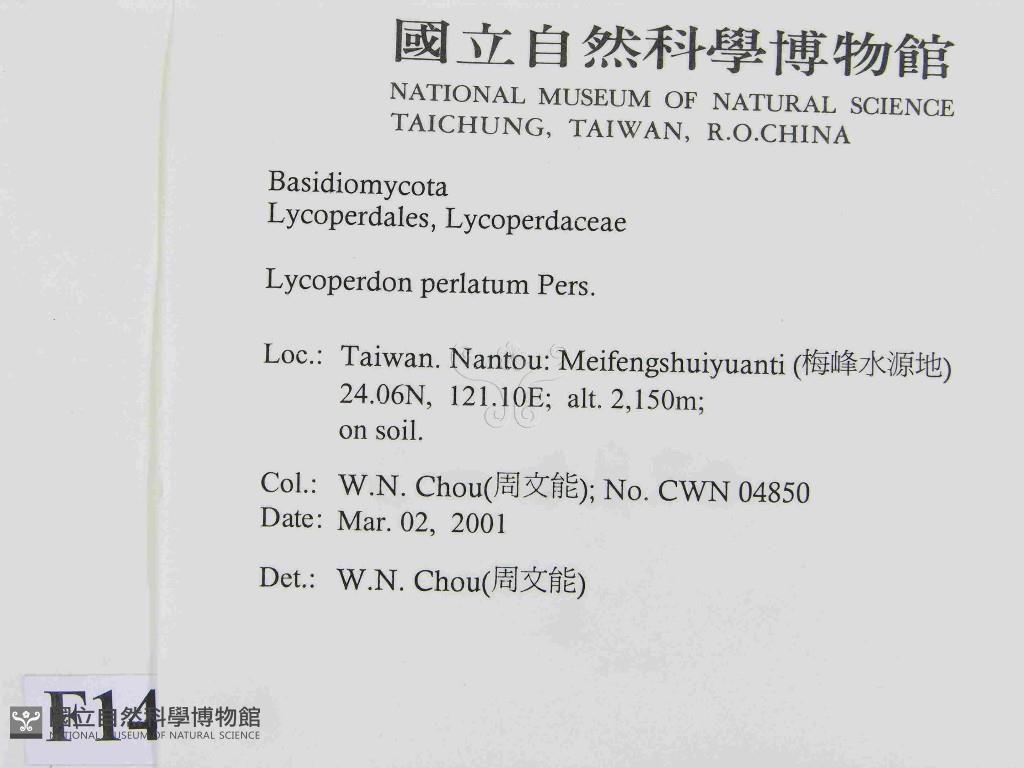 國立自然科學博物館
NATIONAL MUSEUM OF NATURAL SCIENCE
TAICHUNG, TAIWAN, R.O.CHINA
Basidiomycota
Lycoperdales, Lycoperdaceae
Lycoperdon perlatum Pers.
Loc.: Taiwan. Nantou: Meifengshuiyuanti (梅峰水源地)
24.06N, 121.10E; alt. 2,150m;
on soil.
Col.: W.N. Chou(周文能); No. CWN 04850
Date: Mar. 02, 2001
Det.: W.N. Chou(周文能)
F14
國立自然科學博物館
NATIONAL MUSEUM OF NATURAL SCIENCE